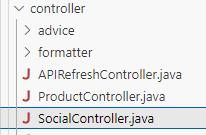 controller
advice
formatter
APIRefreshController.java
ProductController.java
SocialController.java